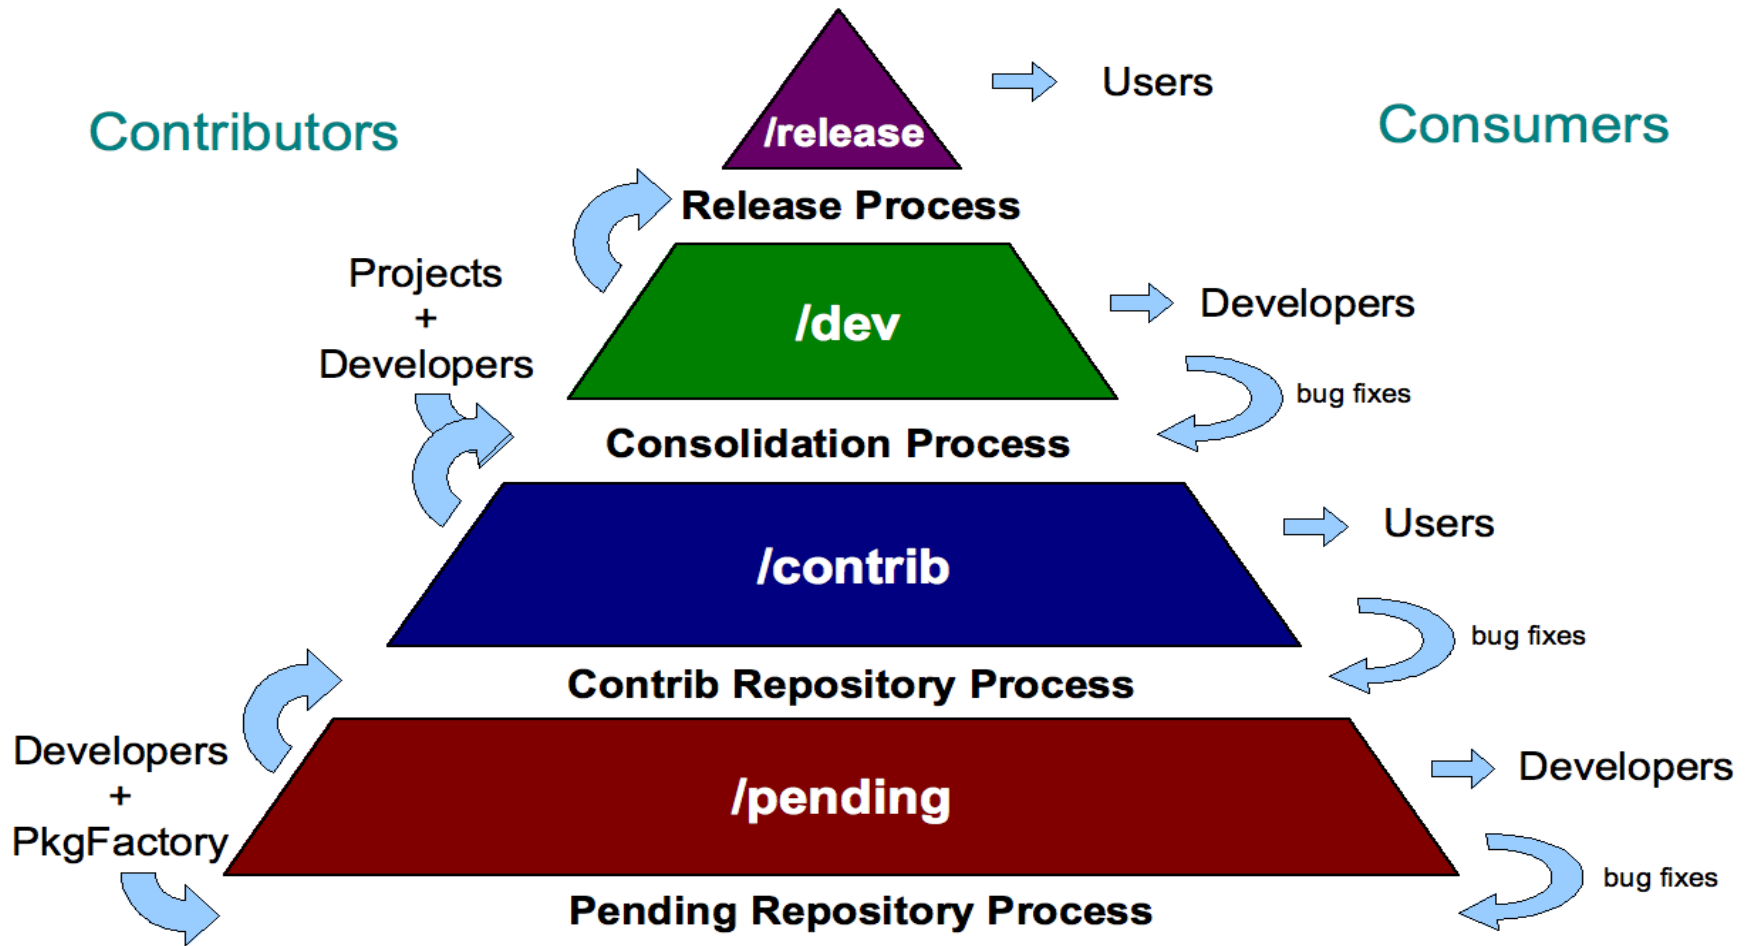 Users
Contributors
Consumers
/release
Release Process
Projects
+
Developers
Developers
/dev
bug fixes
Consolidation Process
Users
/contrib
bug fixes
Contrib Repository Process
Developers
+
PkgFactory
Developers
/pending
bug fixes
Pending Repository Process